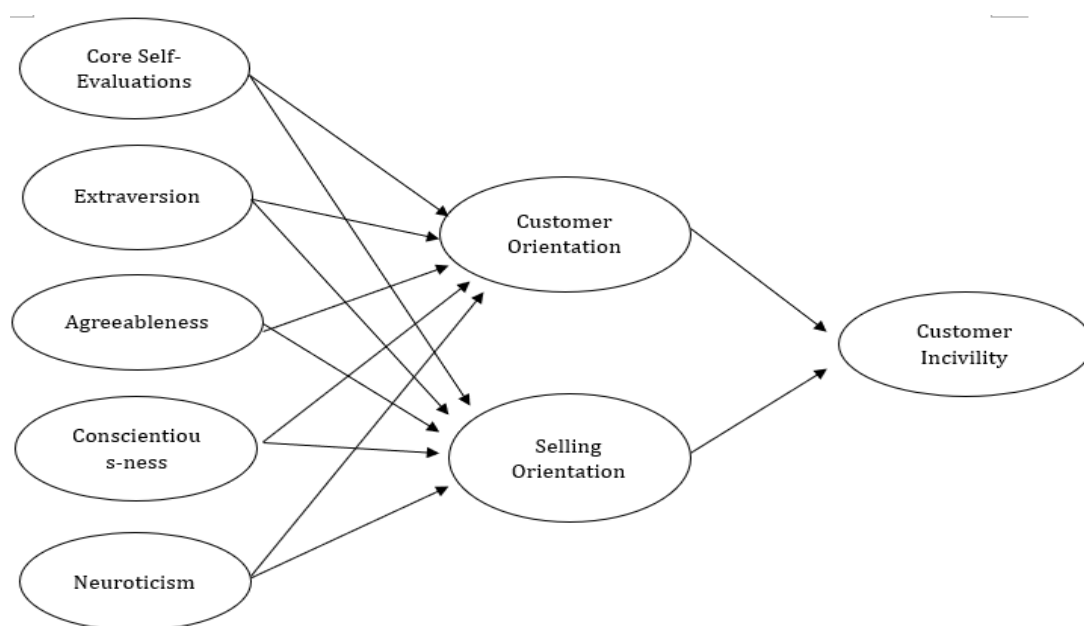 Core Self-
Evaluations
Extraversion
Agreeableness
Conscientiou
s-ness
Neuroticism
Customer
Orientation
Selling
Orientation
Customer
Incivility